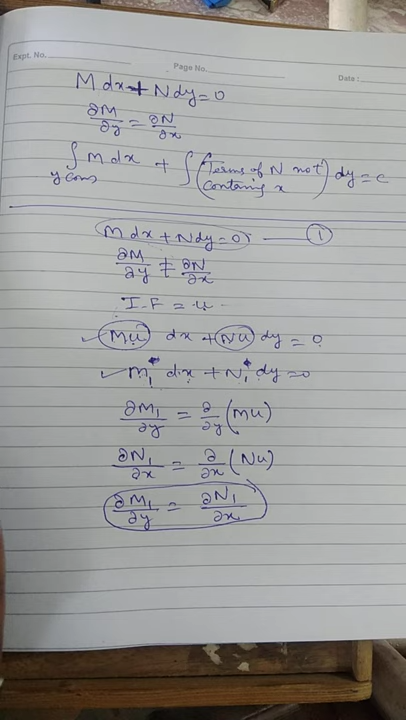 Expt. No.
Page No.
Date :
M dx + N dy = 0
∂M/∂y = ∂N/∂x
∫ M dx + ∫ (Terms of N not containing x) dy = c
y cons
M dx + N dy = 0 — ①
∂M/∂y ≠ ∂N/∂x
I.F = u
Mu dx + Nu dy = 0
M₁ dx + N₁ dy = 0
∂M₁/∂y = ∂/∂y (Mu)
∂N₁/∂x = ∂/∂x (Nu)
∂M₁/∂y = ∂N₁/∂x